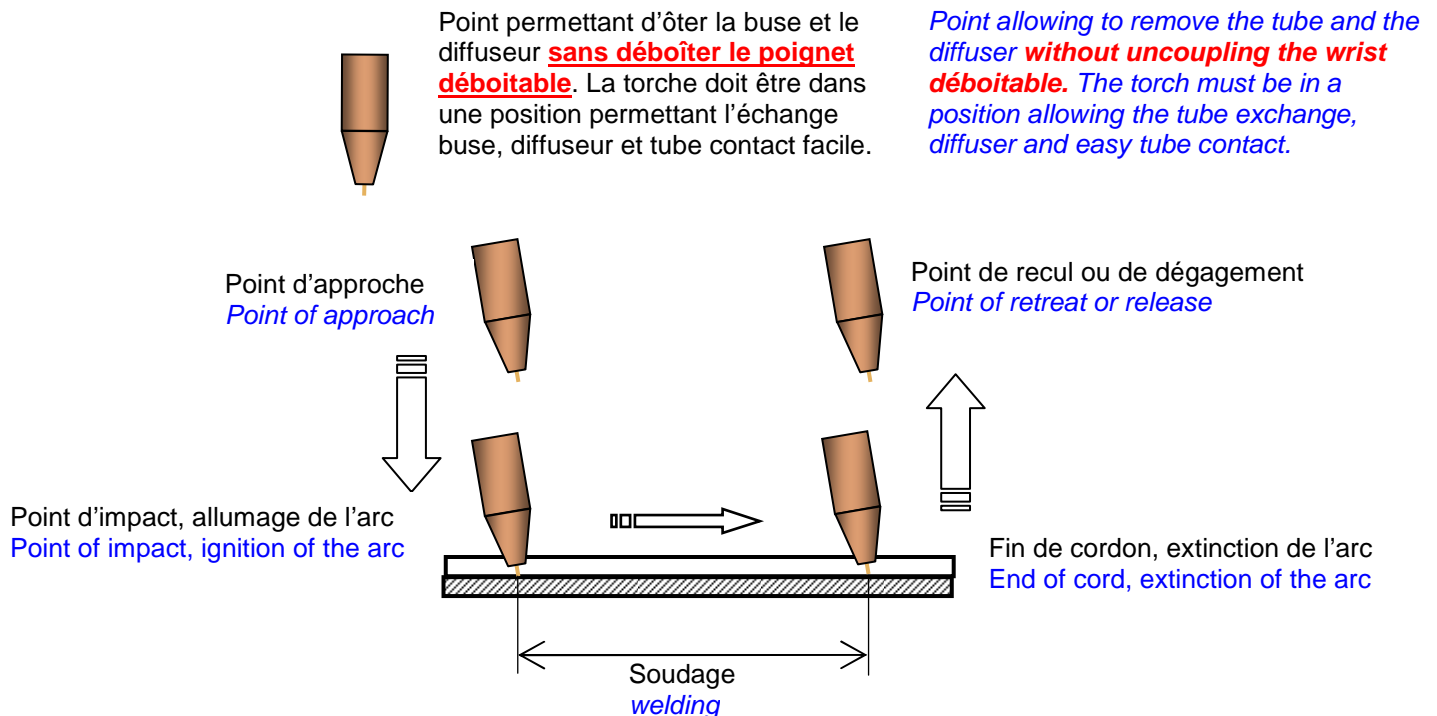 Point permettant d’ôter la buse et le
diffuseur sans déboîter le poignet
déboitable. La torche doit être dans
une position permettant l’échange
buse, diffuseur et tube contact facile.
Point allowing to remove the tube and the
diffuser without uncoupling the wrist
déboitable. The torch must be in a
position allowing the tube exchange,
diffuser and easy tube contact.
Point d’approche
Point of approach
Point de recul ou de dégagement
Point of retreat or release
Point d’impact, allumage de l’arc
Point of impact, ignition of the arc
Fin de cordon, extinction de l’arc
End of cord, extinction of the arc
Soudage
welding